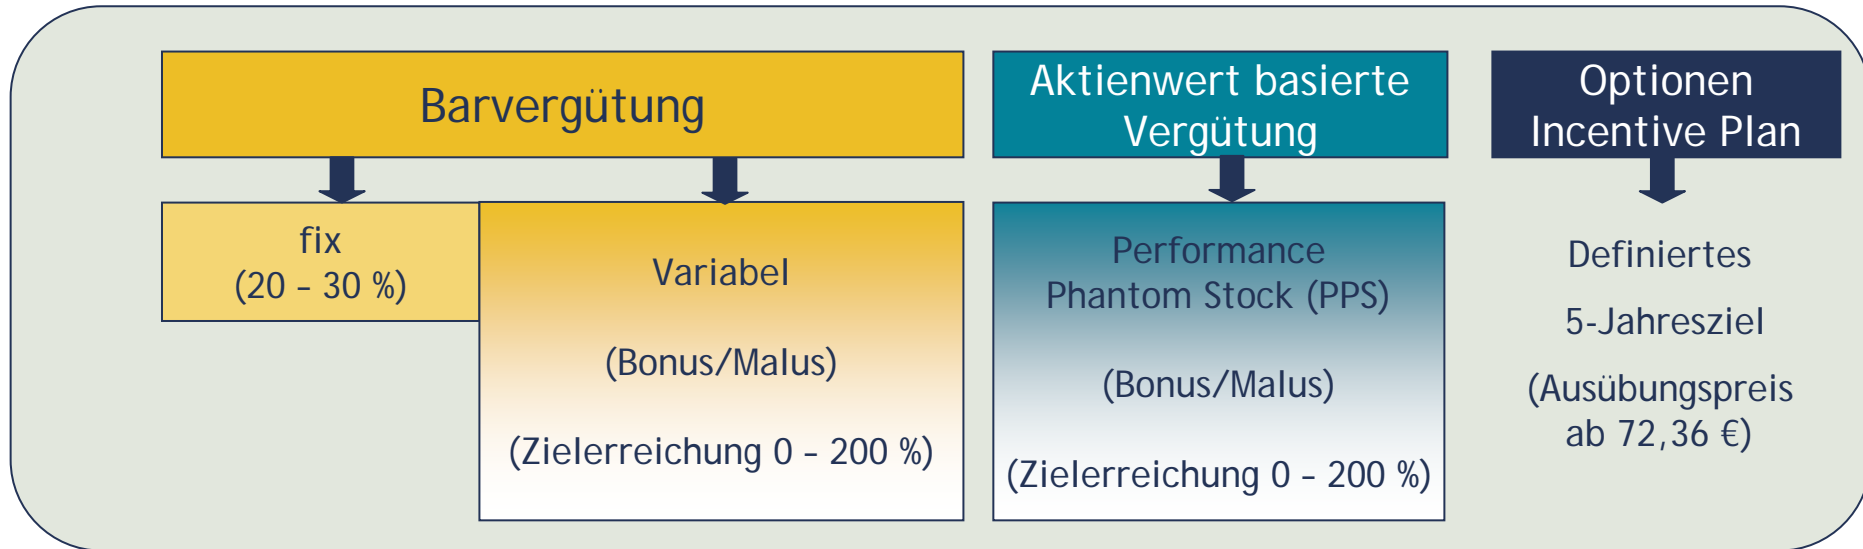 Barvergütung
Aktienwert basierte
Vergütung
Optionen
Incentive Plan
fix
(20 – 30 %)
Variabel
(Bonus/Malus)
(Zielerreichung 0 – 200 %)
Performance
Phantom Stock (PPS)
(Bonus/Malus)
(Zielerreichung 0 – 200 %)
Definiertes
5-Jahresziel
(Ausübungspreis
ab 72,36 €)